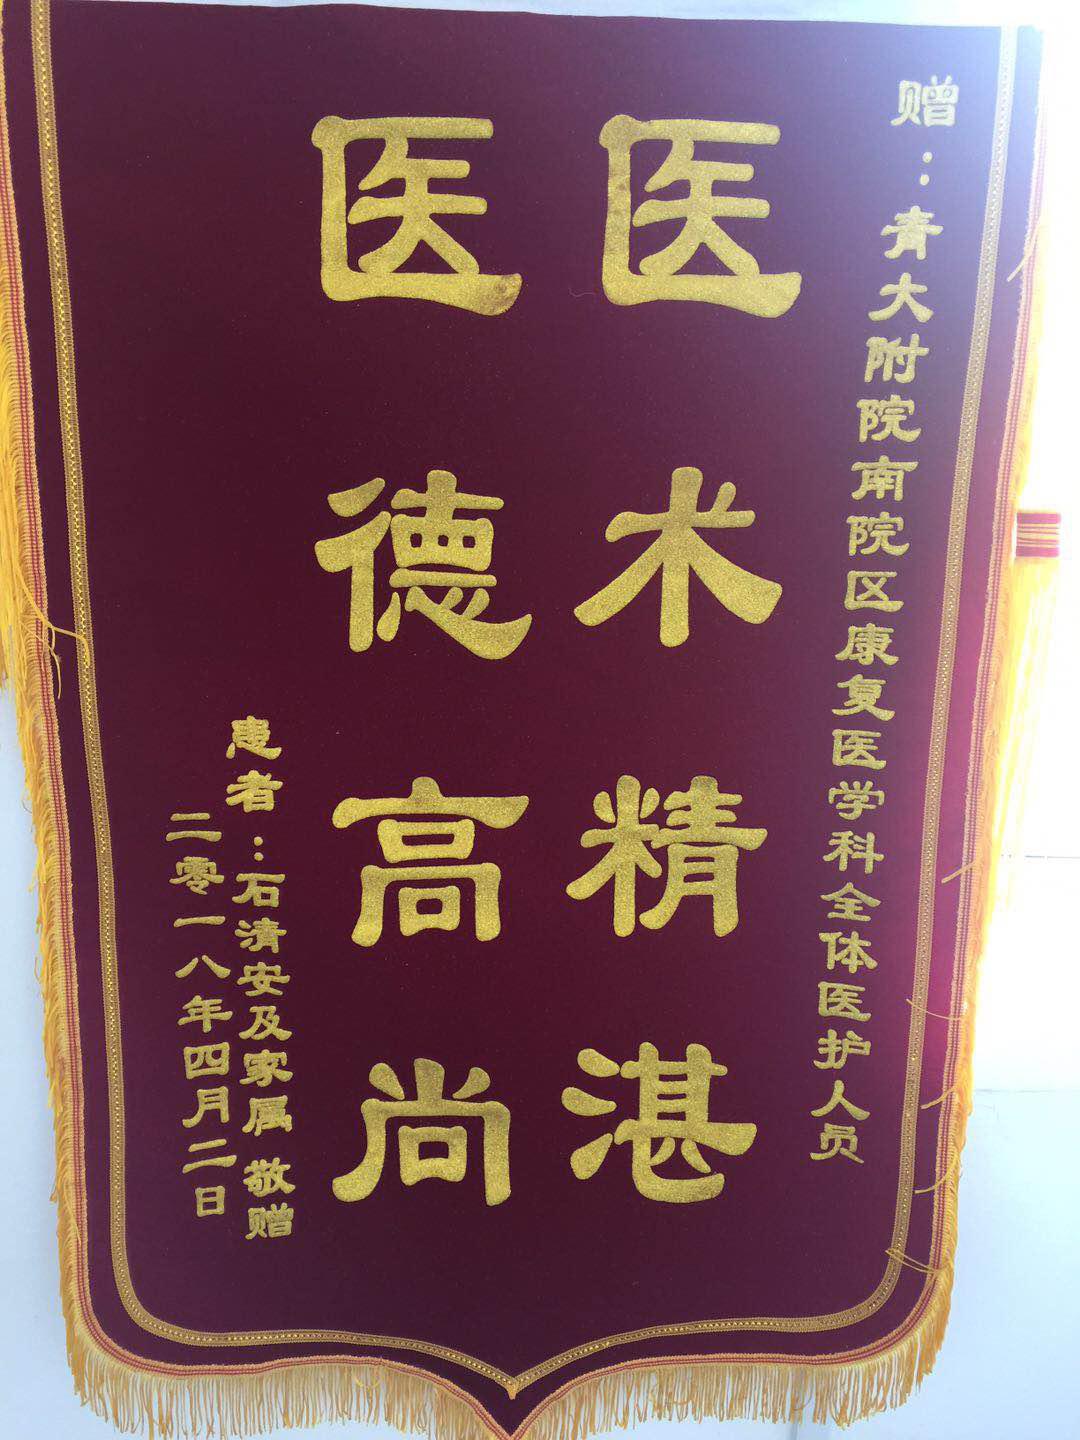 赠：青大附院南院区康复医学科全体医护人员
医术精湛
医德高尚
患者：石清安及家属 敬赠
二零一八年四月二日